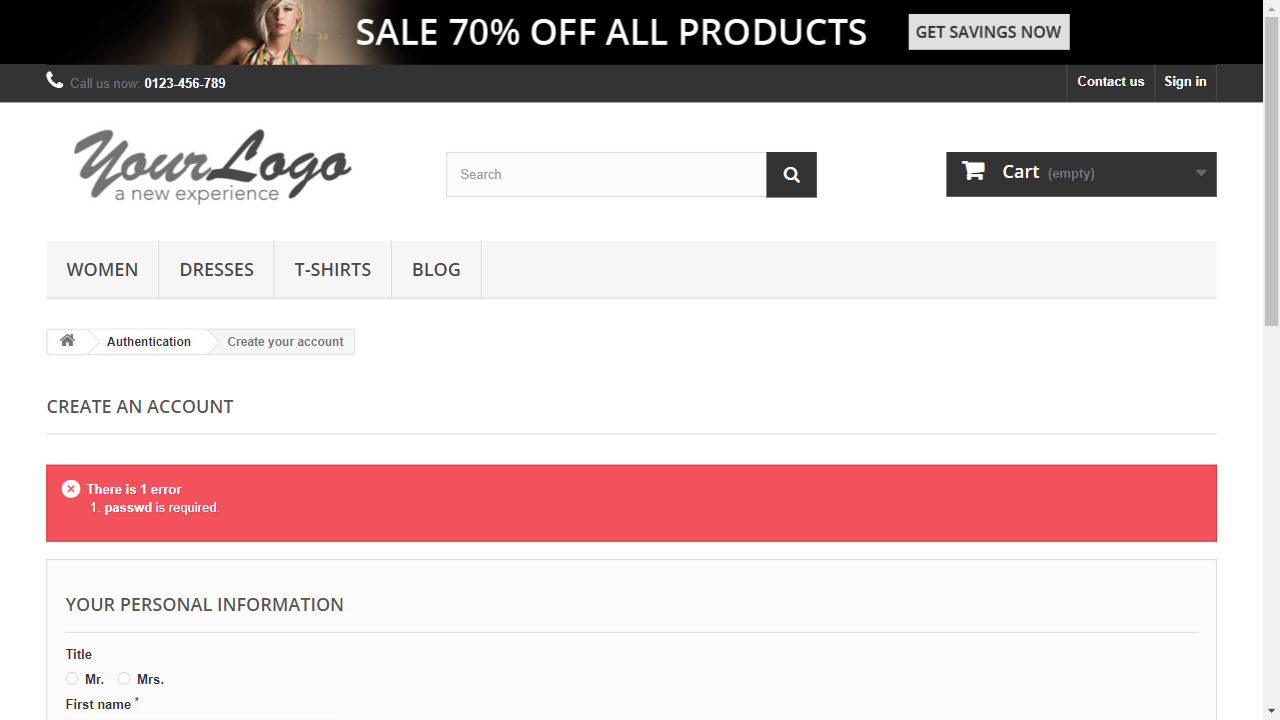 SALE 70% OFF ALL PRODUCTS GET SAVINGS NOW
Call us now: 0123-456-789 Contact us Sign in
YourLogo
a new experience
Search
Cart (empty)
WOMEN DRESSES T-SHIRTS BLOG
Authentication Create your account
CREATE AN ACCOUNT
There is 1 error
1. passwd is required.
YOUR PERSONAL INFORMATION
Title
Mr. Mrs.
First name *